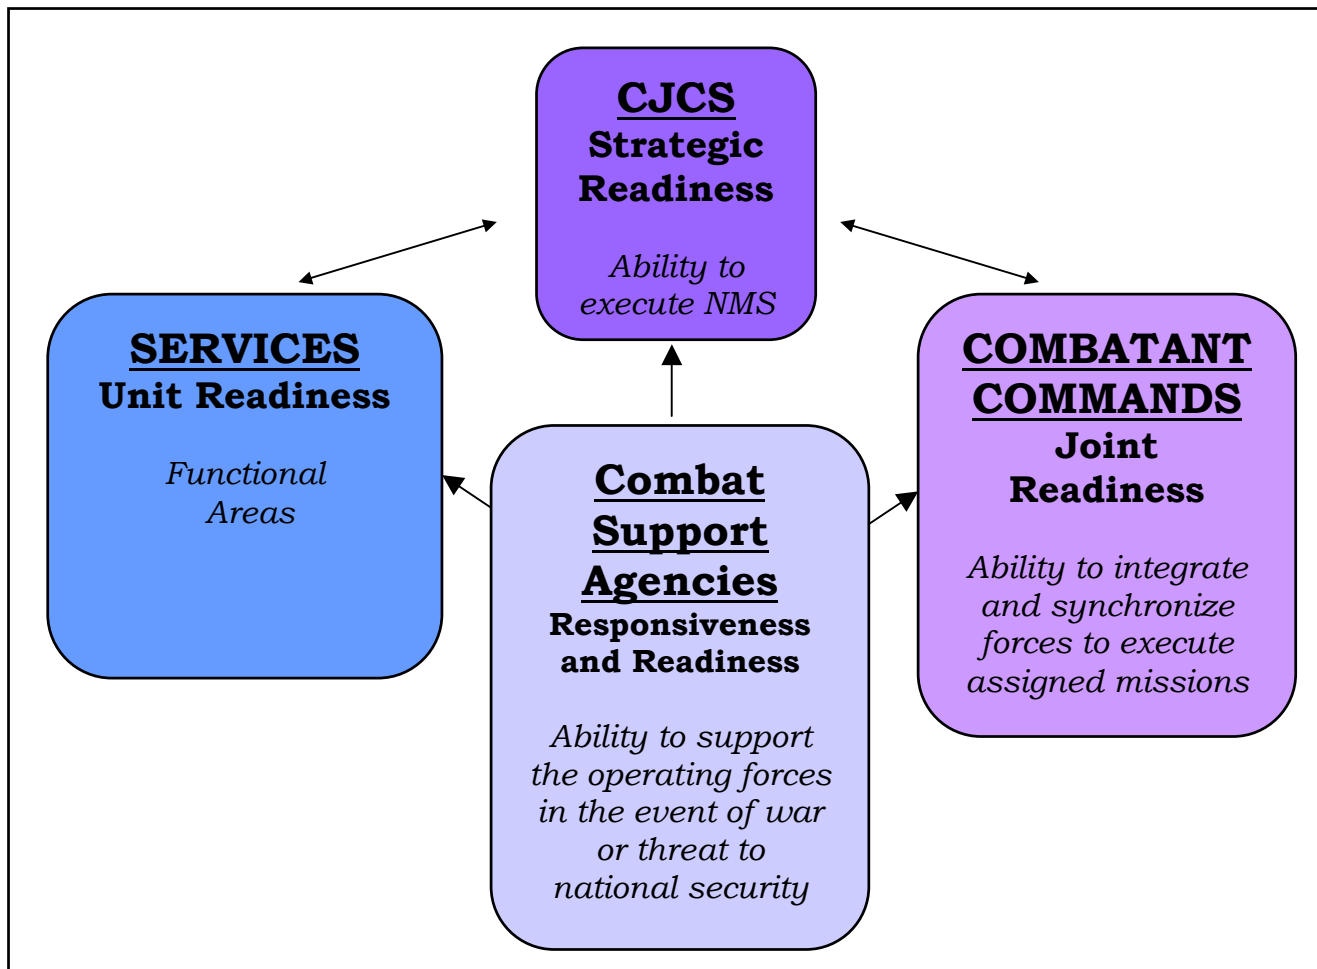 CJCS
Strategic
Readiness
Ability to
execute NMS
SERVICES
Unit Readiness
Functional
Areas
Combat
Support
Agencies
Responsiveness
and Readiness
Ability to support
the operating forces
in the event of war
or threat to
national security
COMBATANT
COMMANDS
Joint
Readiness
Ability to integrate
and synchronize
forces to execute
assigned missions